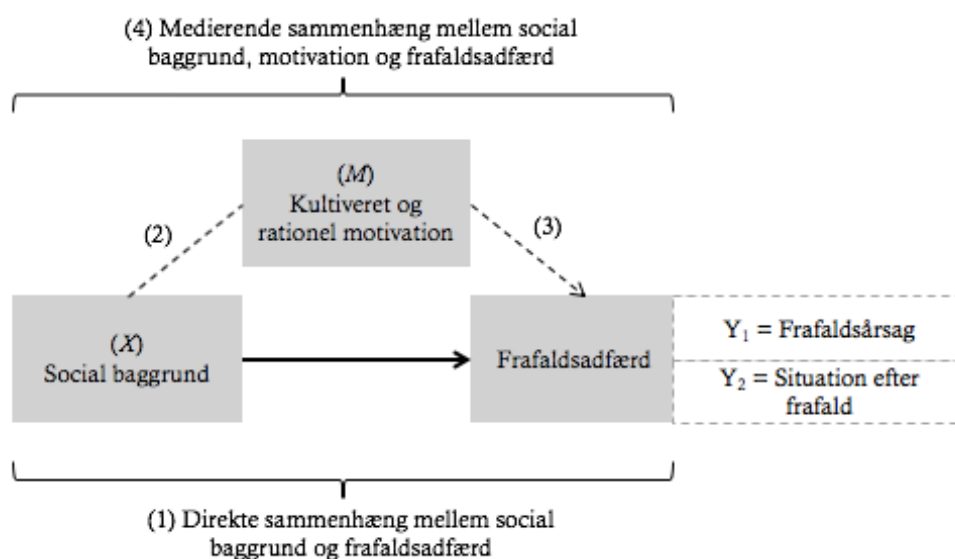 (4) Medierende sammenhæng mellem social
baggrund, motivation og frafaldsadfærd
(M)
Kultiveret og
rationel motivation
(2)
(3)
(X)
Social baggrund
Frafaldsadfærd
Y₁ = Frafaldsårsag
Y₂ = Situation efter
frafald
(1) Direkte sammenhæng mellem social
baggrund og frafaldsadfærd